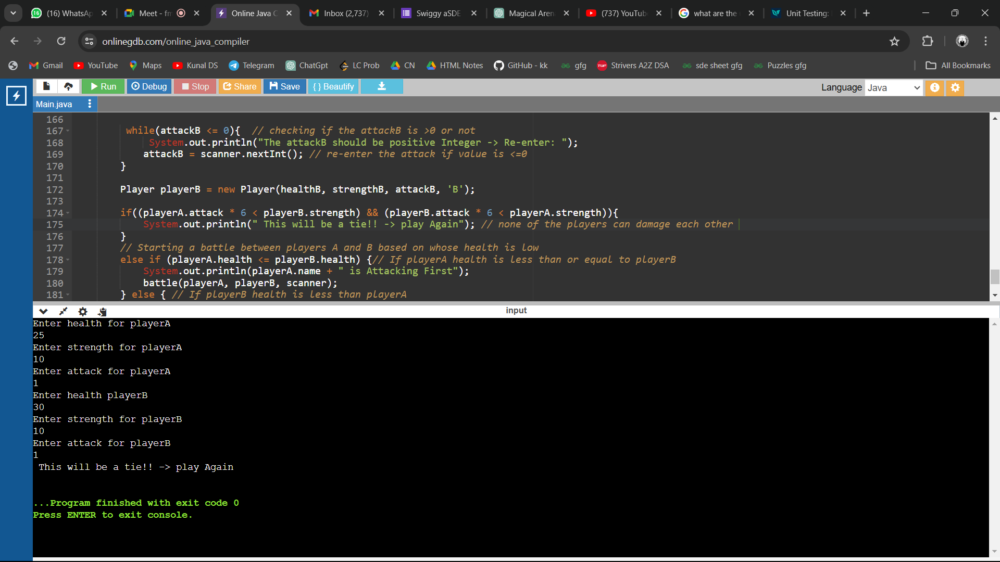 (16) WhatsAp
Meet - fm
Online Java C
Inbox (2,737)
Swiggy aSDE
Magical Aren
(737) YouTub
what are the
Unit Testing:
onlinegdb.com/online_java_compiler
Gmail
YouTube
Maps
Kunal DS
Telegram
ChatGpt
LC Prob
CN
HTML Notes
GitHub - kk
gfg
Strivers A2Z DSA
sde sheet gfg
Puzzles gfg
All Bookmarks
Run
Debug
Stop
Share
Save
{ } Beautify
Language Java
Main.java
166
167 while(attackB <= 0){ // checking if the attackB is >0 or not
168 System.out.println("The attackB should be positive Integer -> Re-enter: ");
169 attackB = scanner.nextInt(); // re-enter the attack if value is <=0
170 }
171
172 Player playerB = new Player(healthB, strengthB, attackB, 'B');
173
174 if((playerA.attack * 6 < playerB.strength) && (playerB.attack * 6 < playerA.strength)){
175 System.out.println(" This will be a tie!! -> play Again"); // none of the players can damage each other
176 }
177 // Starting a battle between players A and B based on whose health is low
178 else if (playerA.health <= playerB.health) {// If playerA health is less than or equal to playerB
179 System.out.println(playerA.name + " is Attacking First");
180 battle(playerA, playerB, scanner);
181 } else { // If playerB health is less than playerA
input
Enter health for playerA
25
Enter strength for playerA
10
Enter attack for playerA
1
Enter health playerB
30
Enter strength for playerB
10
Enter attack for playerB
1
This will be a tie!! -> play Again
...Program finished with exit code 0
Press ENTER to exit console.